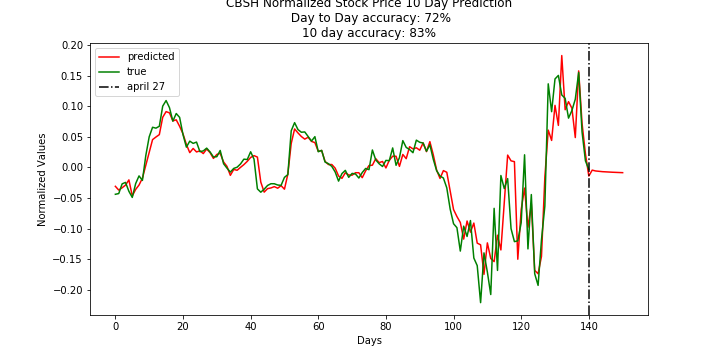 CBSH Normalized Stock Price 10 Day Prediction
Day to Day accuracy: 72%
10 day accuracy: 83%
0.20
0.15
0.10
0.05
0.00
−0.05
−0.10
−0.15
−0.20
Normalized Values
predicted
true
april 27
0
20
40
60
80
100
120
140
Days